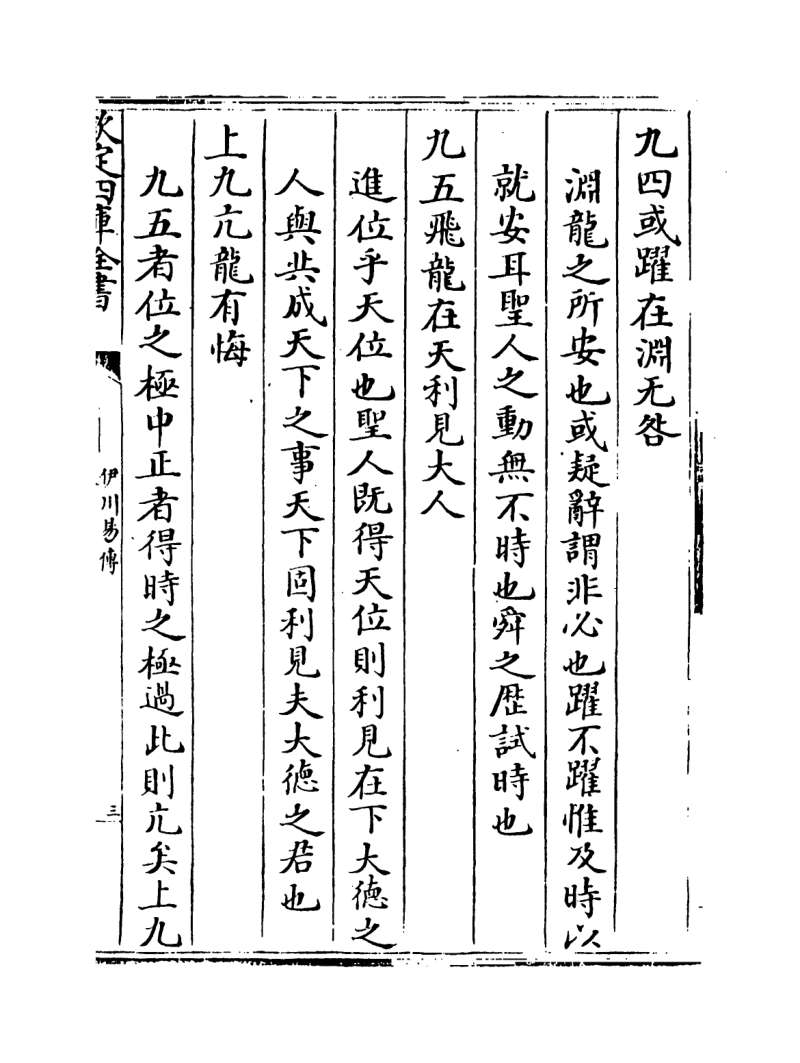 九四或躍在淵无咎
淵龍之所安也或疑辭謂非必也躍不躍惟及時以
就安耳聖人之動無不時也舜之歴試時也
九五飛龍在天利見大人
進位乎天位也聖人既得天位則利見在下大德之
人與共成天下之事天下固利見夫大德之君也
上九亢龍有悔
九五者位之極中正者得時之極過此則亢矣上九
欽定四庫全書
伊川易傳
三